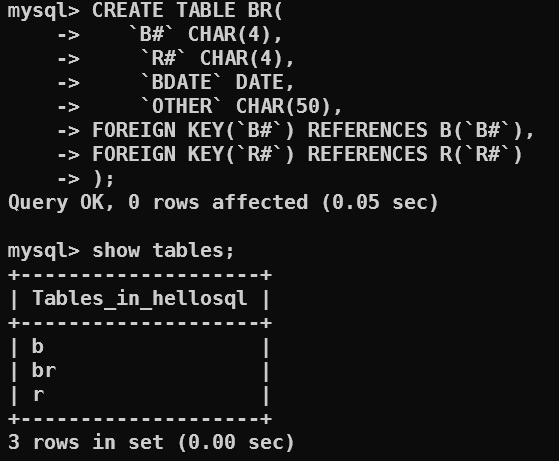 mysql> CREATE TABLE BR(
    ->    `B#` CHAR(4),
    ->     `R#` CHAR(4),
    ->     `BDATE` DATE,
    ->     `OTHER` CHAR(50),
    -> FOREIGN KEY(`B#`) REFERENCES B(`B#`),
    -> FOREIGN KEY(`R#`) REFERENCES R(`R#`)
    -> );
Query OK, 0 rows affected (0.05 sec)

mysql> show tables;
+--------------------+
| Tables_in_hellosql |
+--------------------+
| b                  |
| br                 |
| r                  |
+--------------------+
3 rows in set (0.00 sec)